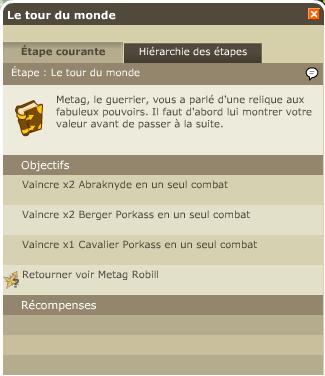 Le tour du monde
Étape courante
Hiérarchie des étapes
Étape : Le tour du monde
Metag, le guerrier, vous a parlé d'une relique aux
fabuleux pouvoirs. Il faut d'abord lui montrer votre
valeur avant de passer à la suite.
Objectifs
Vaincre x2 Abraknyde en un seul combat
Vaincre x2 Berger Porkass en un seul combat
Vaincre x1 Cavalier Porkass en un seul combat
Retourner voir Metag Robill
Récompenses